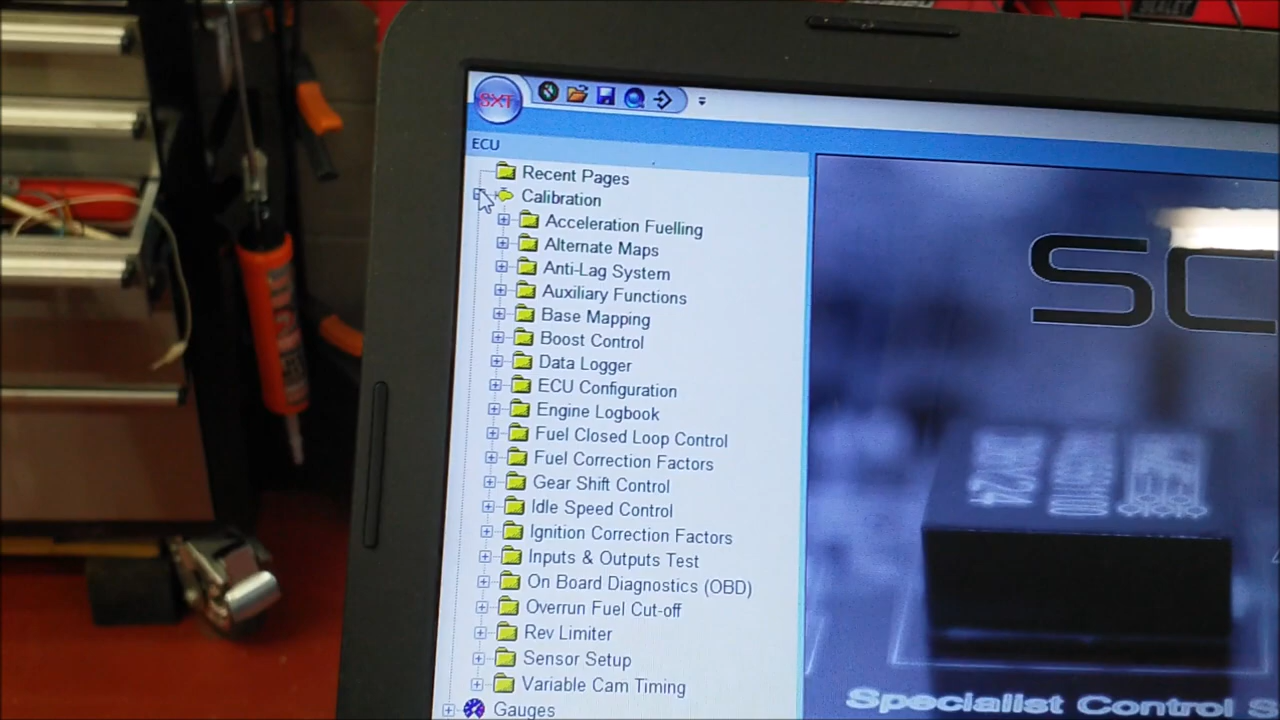 SXT
ECU
Recent Pages
Calibration
Acceleration Fuelling
Alternate Maps
Anti-Lag System
Auxiliary Functions
Base Mapping
Boost Control
Data Logger
ECU Configuration
Engine Logbook
Fuel Closed Loop Control
Fuel Correction Factors
Gear Shift Control
Idle Speed Control
Ignition Correction Factors
Inputs & Outputs Test
On Board Diagnostics (OBD)
Overrun Fuel Cut-off
Rev Limiter
Sensor Setup
Variable Cam Timing
Gauges
SC
Specialist Control S